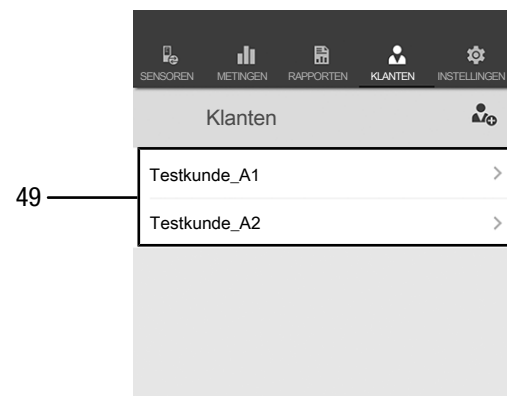 SENSOREN METINGEN RAPPORTEN KLANTEN INSTELLINGEN
Klanten
Testkunde_A1
49
Testkunde_A2